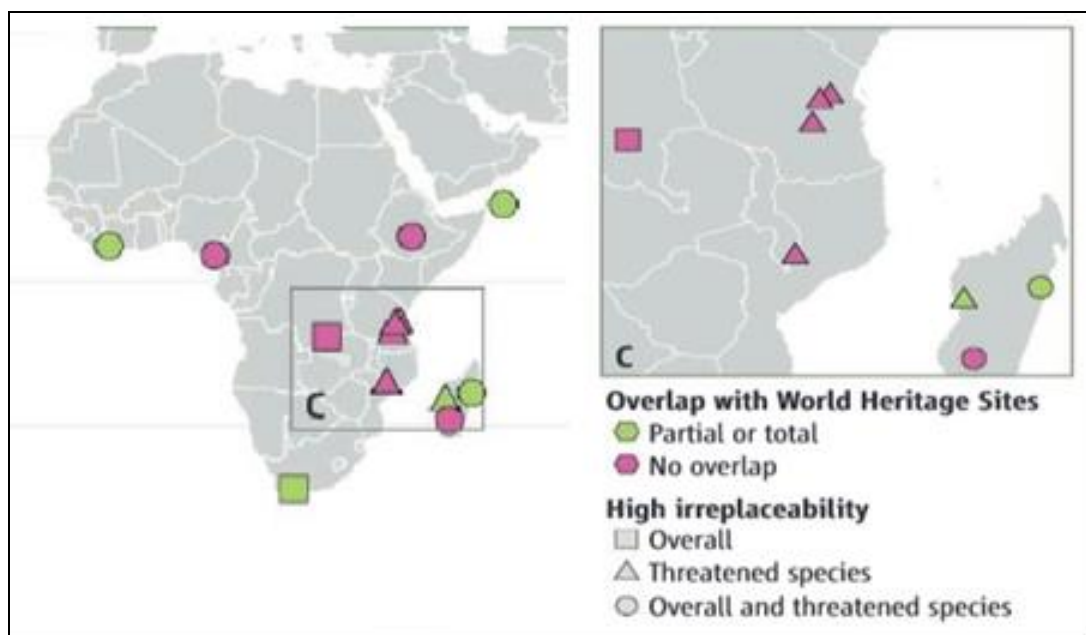 C
C
Overlap with World Heritage Sites
Partial or total
No overlap
High irreplaceability
Overall
Threatened species
Overall and threatened species